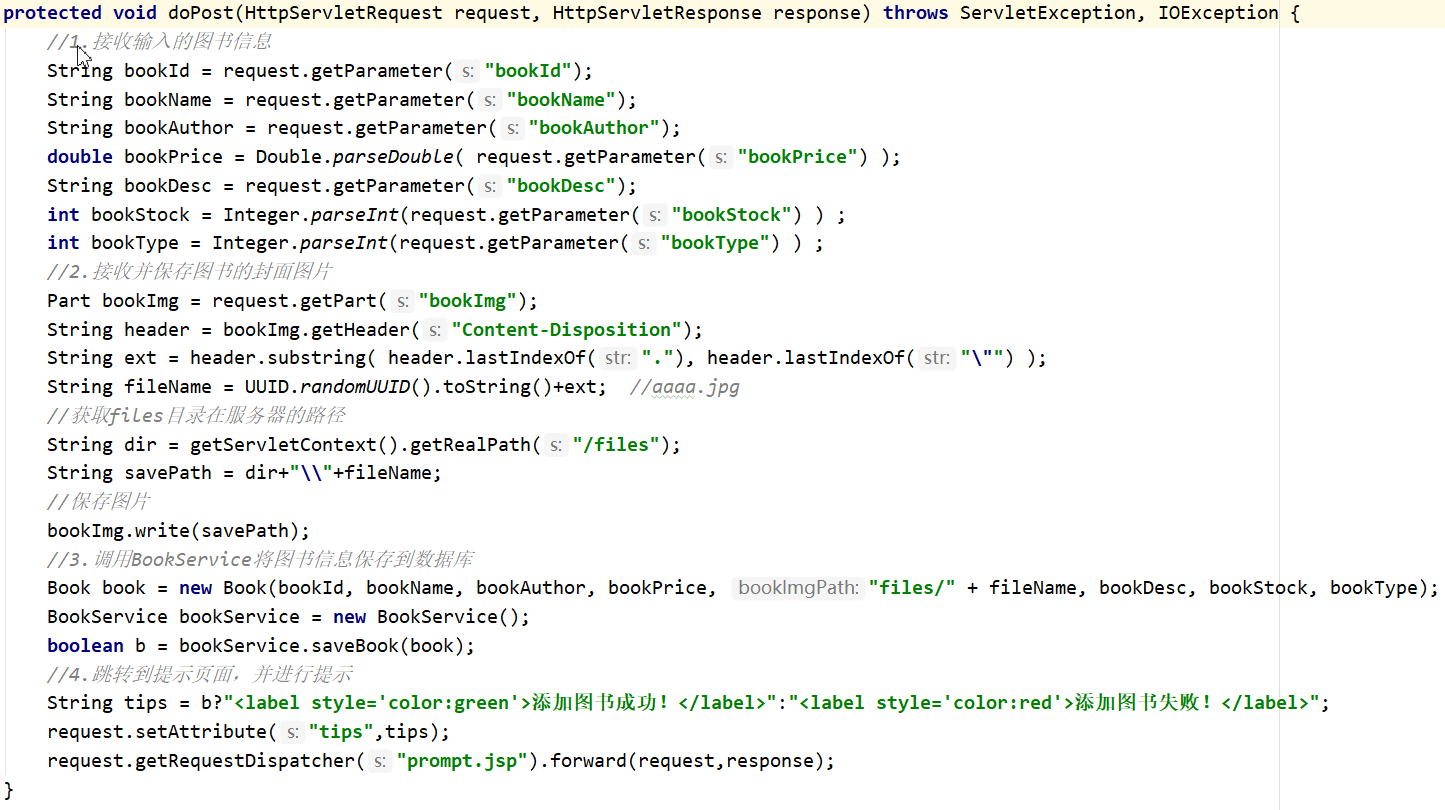 protected void doPost(HttpServletRequest request, HttpServletResponse response) throws ServletException, IOException {
//1.接收输入的图书信息
String bookId = request.getParameter( s: "bookId");
String bookName = request.getParameter( s: "bookName");
String bookAuthor = request.getParameter( s: "bookAuthor");
double bookPrice = Double.parseDouble( request.getParameter( s: "bookPrice") );
String bookDesc = request.getParameter( s: "bookDesc");
int bookStock = Integer.parseInt(request.getParameter( s: "bookStock") ) ;
int bookType = Integer.parseInt(request.getParameter( s: "bookType") ) ;
//2.接收并保存图书的封面图片
Part bookImg = request.getPart( s: "bookImg");
String header = bookImg.getHeader( s: "Content-Disposition");
String ext = header.substring( header.lastIndexOf( str: "."), header.lastIndexOf( str: "\"") );
String fileName = UUID.randomUUID().toString()+ext;  //aaaa.jpg
//获取files目录在服务器的路径
String dir = getServletContext().getRealPath( s: "/files");
String savePath = dir+"\\"+fileName;
//保存图片
bookImg.write(savePath);
//3.调用BookService将图书信息保存到数据库
Book book = new Book(bookId, bookName, bookAuthor, bookPrice, bookImgPath: "files/" + fileName, bookDesc, bookStock, bookType);
BookService bookService = new BookService();
boolean b = bookService.saveBook(book);
//4.跳转到提示页面，并进行提示
String tips = b?"<label style='color:green'>添加图书成功！</label>":"<label style='color:red'>添加图书失败！</label>";
request.setAttribute( s: "tips",tips);
request.getRequestDispatcher( s: "prompt.jsp").forward(request,response);
}